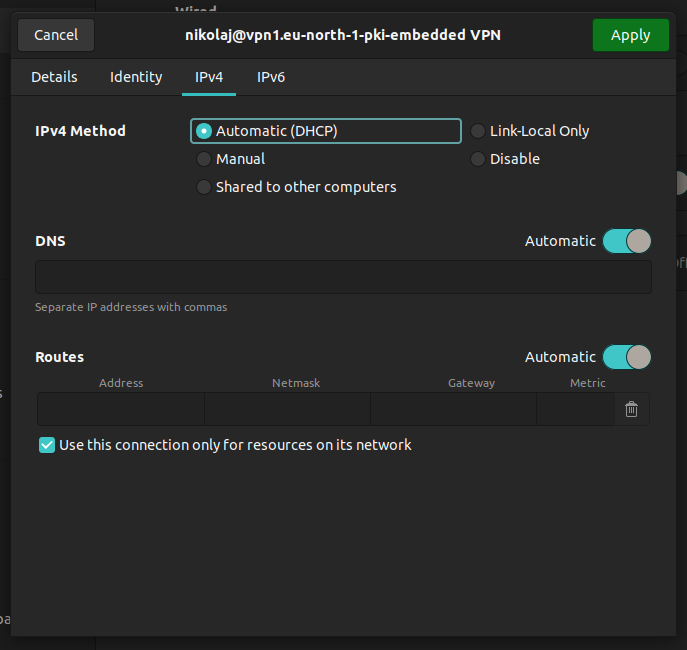 Wired
Cancel
nikolaj@vpn1.eu-north-1-pki-embedded VPN
Apply
Details Identity IPv4 IPv6
IPv4 Method
Automatic (DHCP) Link-Local Only
Manual Disable
Shared to other computers
DNS Automatic
Separate IP addresses with commas
Routes Automatic
Address Netmask Gateway Metric
Use this connection only for resources on its network